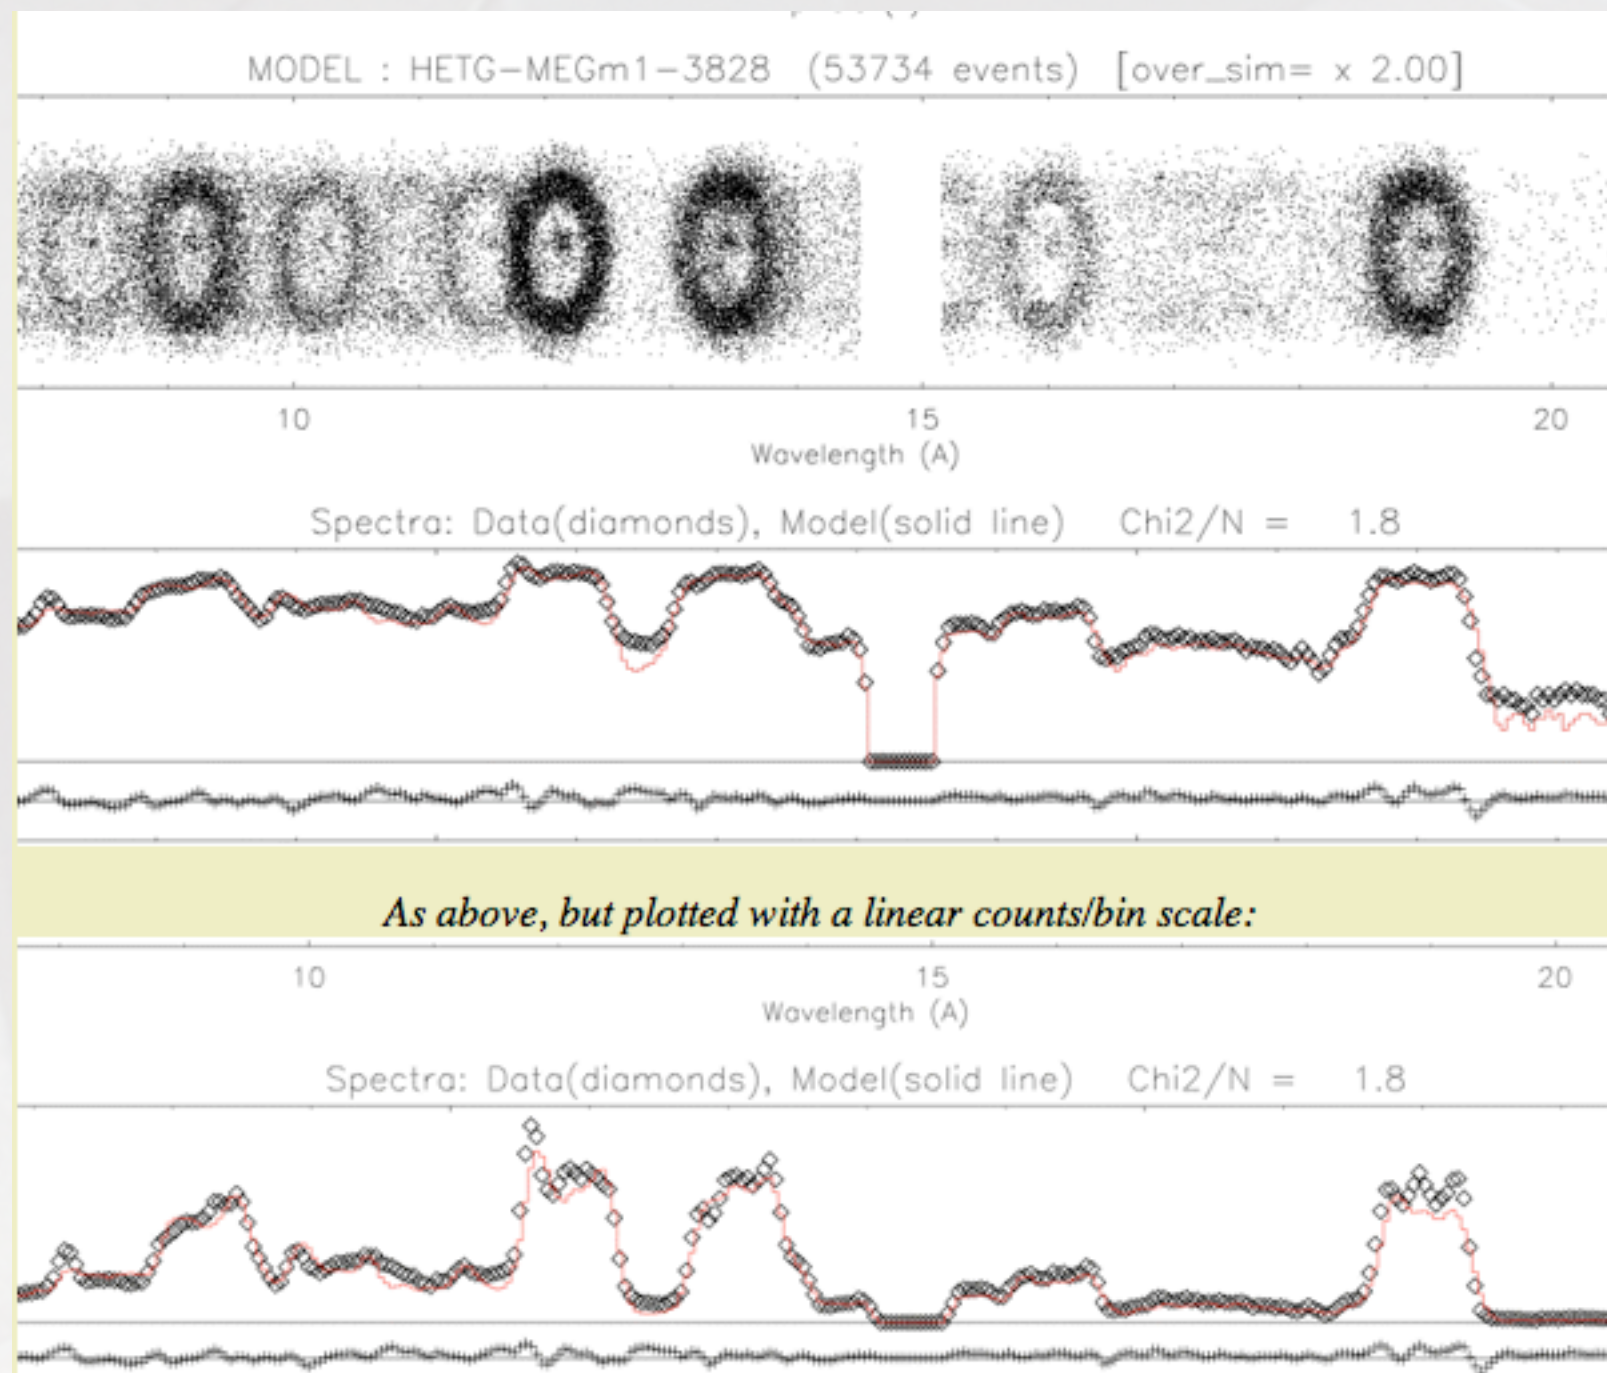 MODEL : HETG-MEGm1-3828 (53734 events) [over_sim= x 2.00]
10 15 20
Wavelength (A)
Spectra: Data(diamonds), Model(solid line) Chi2/N = 1.8
As above, but plotted with a linear counts/bin scale:
10 15 20
Wavelength (A)
Spectra: Data(diamonds), Model(solid line) Chi2/N = 1.8